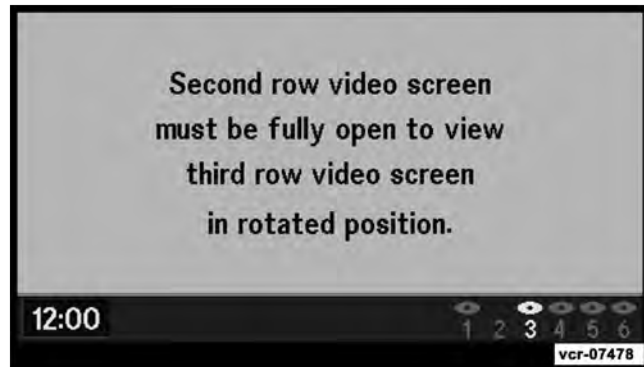 Second row video screen
must be fully open to view
third row video screen
in rotated position.
12:00
1 2 3 4 5 6
vcr-07478